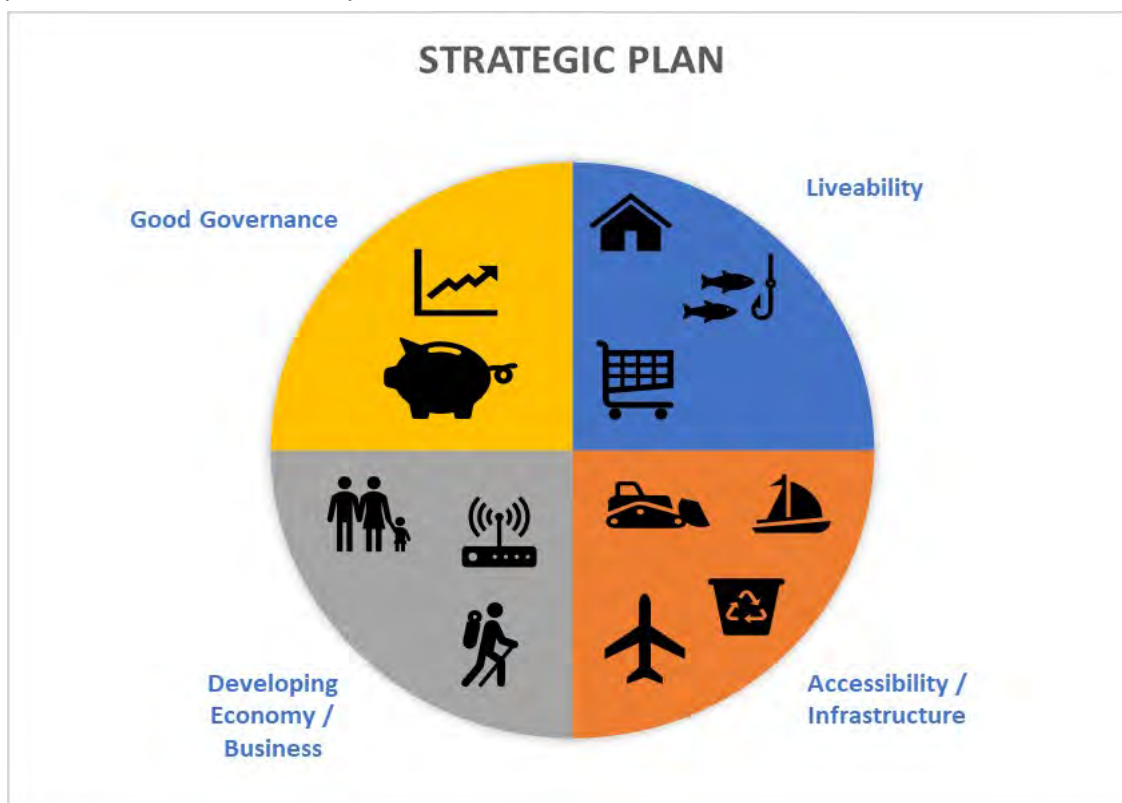 STRATEGIC PLAN
Good Governance
Liveability
Developing
Economy /
Business
Accessibility /
Infrastructure